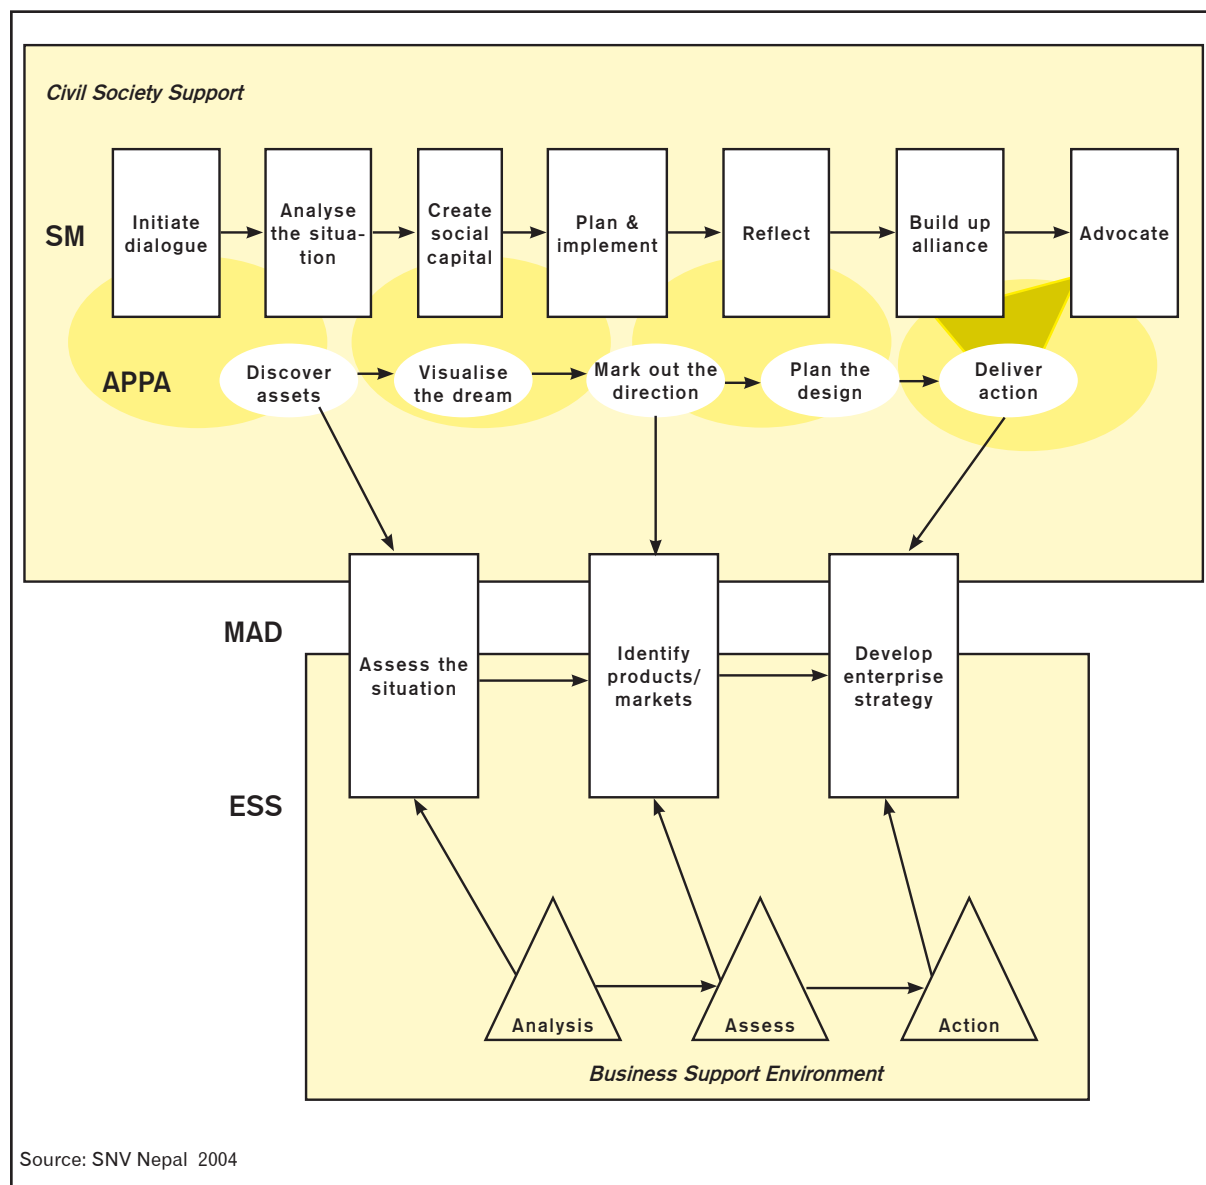 Civil Society Support
SM
Initiate
dialogue
Analyse
the situa-
tion
Create
social
capital
Plan &
implement
Reflect
Build up
alliance
Advocate
APPA
Discover
assets
Visualise
the dream
Mark out the
direction
Plan the
design
Deliver
action
MAD
Assess the
situation
Identify
products/
markets
Develop
enterprise
strategy
ESS
Analysis
Assess
Action
Business Support Environment
Source: SNV Nepal 2004